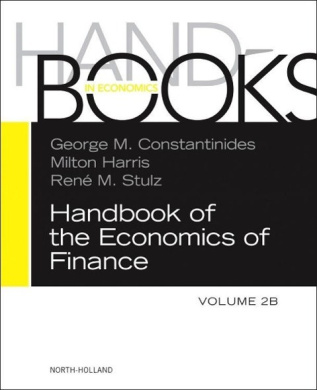 HAND-
BOOKS
IN ECONOMICS
George M. Constantinides
Milton Harris
René M. Stulz
Handbook of
the Economics of
Finance
VOLUME 2B
NORTH-HOLLAND